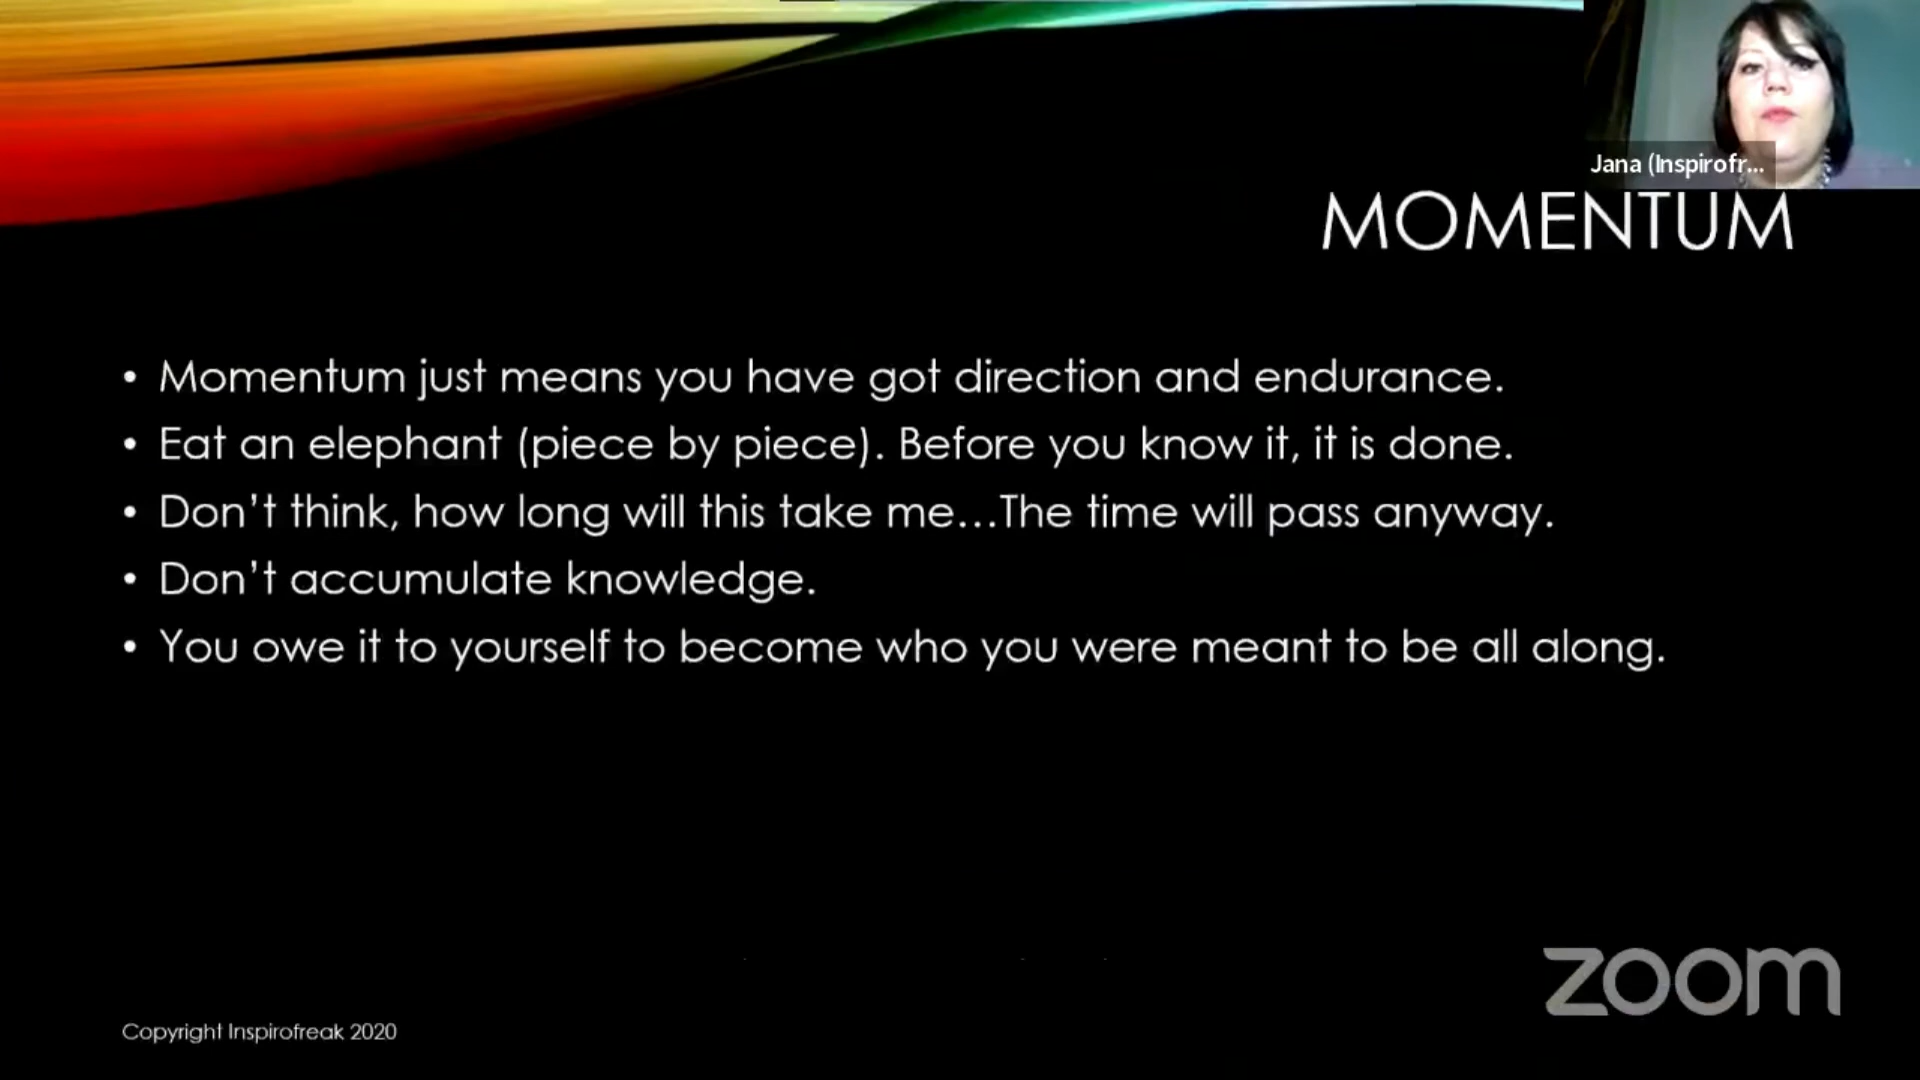 Jana (Inspirofr...
MOMENTUM
• Momentum just means you have got direction and endurance.
• Eat an elephant (piece by piece). Before you know it, it is done.
• Don’t think, how long will this take me…The time will pass anyway.
• Don’t accumulate knowledge.
• You owe it to yourself to become who you were meant to be all along.
zoom
Copyright Inspirofreak 2020